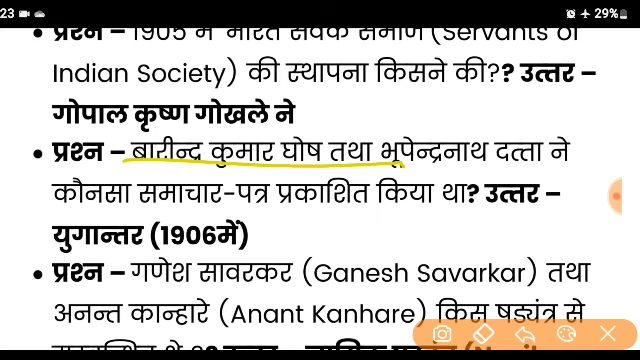 23 29%
प्रश्न – 1905 में भारत सेवक समाज (Servants of
Indian Society) की स्थापना किसने की?? उत्तर –
गोपाल कृष्ण गोखले ने
• प्रश्न – बारीन्द्र कुमार घोष तथा भूपेन्द्रनाथ दत्ता ने
कौनसा समाचार-पत्र प्रकाशित किया था? उत्तर –
युगान्तर (1906में)
• प्रश्न – गणेश सावरकर (Ganesh Savarkar) तथा
अनन्त कान्हारे (Anant Kanhare) किस षड्यंत्र से